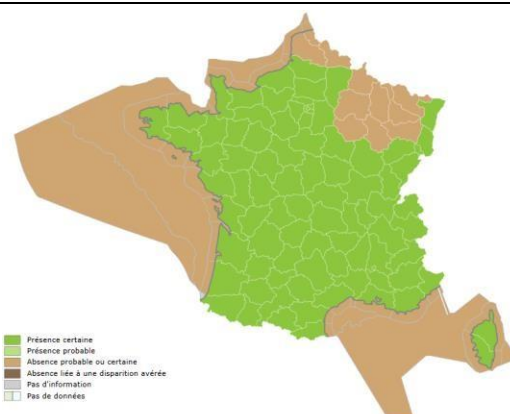 Présence certaine
Présence probable
Absence probable ou certaine
Absence liée à une disparition avérée
Pas d'information
Pas de données